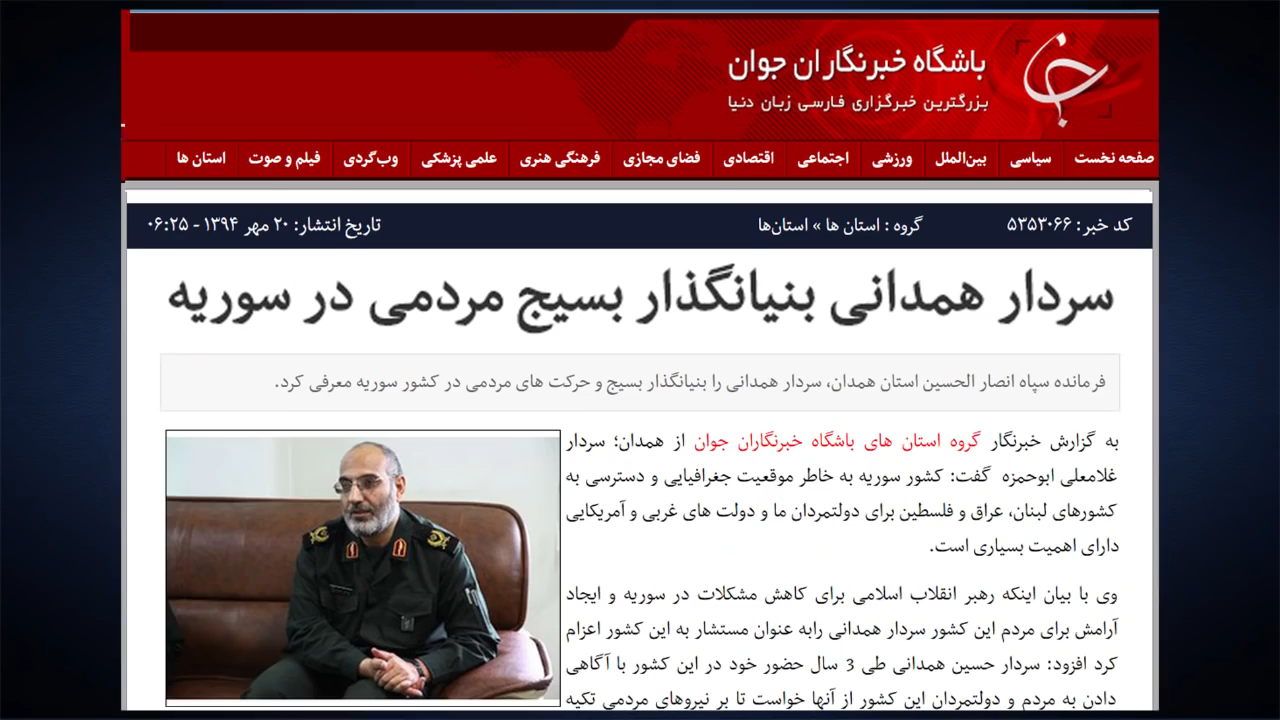 باشگاه خبرنگاران جوان
بزرگترین خبرگزاری فارسی زبان دنیا
صفحه نخست سیاسی بین‌الملل ورزشی اجتماعی اقتصادی فضای مجازی فرهنگی هنری علمی پزشکی وب‌گردی فیلم و صوت استان ها
کد خبر: ۵۳۵۳۰۶۶ گروه : استان ها » استان‌ها تاریخ انتشار: ۲۰ مهر ۱۳۹۴ - ۰۶:۲۵
سردار همدانی بنیانگذار بسیج مردمی در سوریه
فرمانده سپاه انصار الحسین استان همدان، سردار همدانی را بنیانگذار بسیج و حرکت های مردمی در کشور سوریه معرفی کرد.
به گزارش خبرنگار گروه استان های باشگاه خبرنگاران جوان از همدان؛ سردار
غلامعلی ابوحمزه گفت: کشور سوریه به خاطر موقعیت جغرافیایی و دسترسی به
کشورهای لبنان، عراق و فلسطین برای دولتمردان ما و دولت های غربی و آمریکایی
دارای اهمیت بسیاری است.
وی با بیان اینکه رهبر انقلاب اسلامی برای کاهش مشکلات در سوریه و ایجاد
آرامش برای مردم این کشور سردار همدانی رابه عنوان مستشار به این کشور اعزام
کرد افزود: سردار حسین همدانی طی 3 سال حضور خود در این کشور با آگاهی
دادن به مردم و دولتمردان این کشور از آنها خواست تا بر نیروهای مردمی تکیه